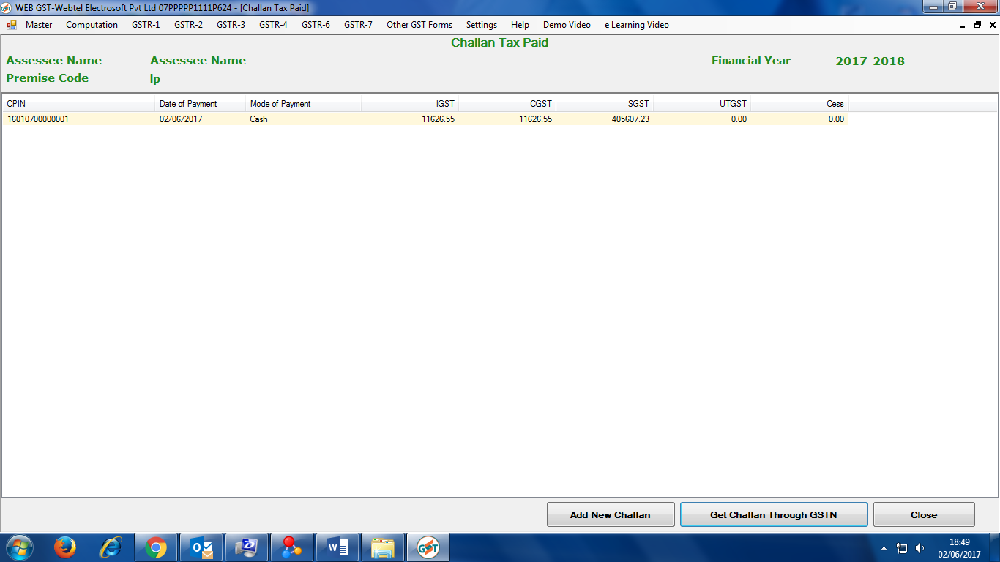 WEB GST-Webtel Electrosoft Pvt Ltd 07PPPPP1111P624 - [Challan Tax Paid]
Master Computation GSTR-1 GSTR-2 GSTR-3 GSTR-4 GSTR-6 GSTR-7 Other GST Forms Settings Help Demo Video e Learning Video
Challan Tax Paid
Assessee Name Assessee Name Financial Year 2017-2018
Premise Code lp
CPIN Date of Payment Mode of Payment IGST CGST SGST UTGST Cess
16010700000001 02/06/2017 Cash 11626.55 11626.55 405607.23 0.00 0.00
Add New Challan Get Challan Through GSTN Close
GST
18:49
02/06/2017